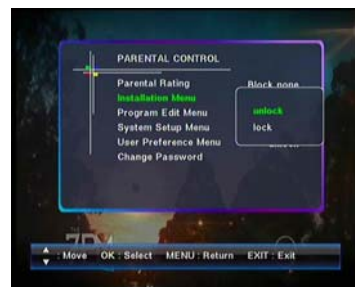 PARENTAL CONTROL
Parental Rating Block none
Installation Menu
Program Edit Menu unlock
System Setup Menu lock
User Preference Menu
Change Password
: Move OK : Select MENU : Return EXIT : Exit